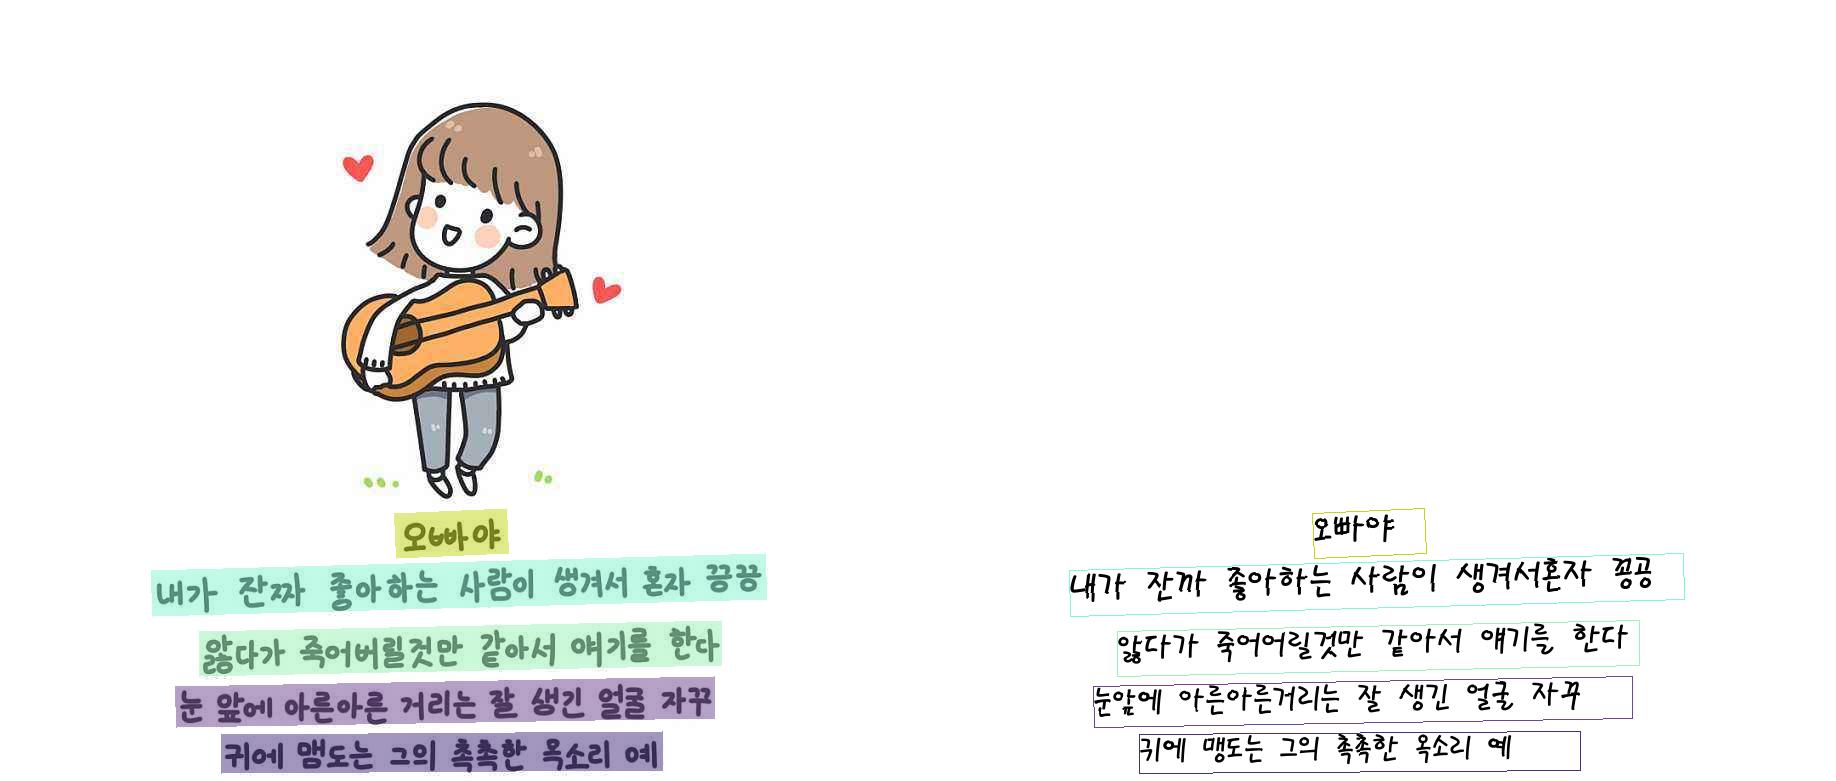 오빠야
내가 잔짜 좋아하는 사람이 생겨서 혼자 끙끙
앓다가 죽어버릴것만 같아서 얘기를 한다
눈 앞에 아른아른 거리는 잘 생긴 얼굴 자꾸
귀에 맴도는 그의 촉촉한 목소리 예
오빠야
내가 잔까 좋아하는 사람이 생겨서혼자 꽁공
앓다가 죽어어릴것만 같아서 얘기를 한다
눈앞에 아른아른거리는 잘 생긴 얼굴 자꾸
귀에 맹도는 그의 촉촉한 옥소리 예